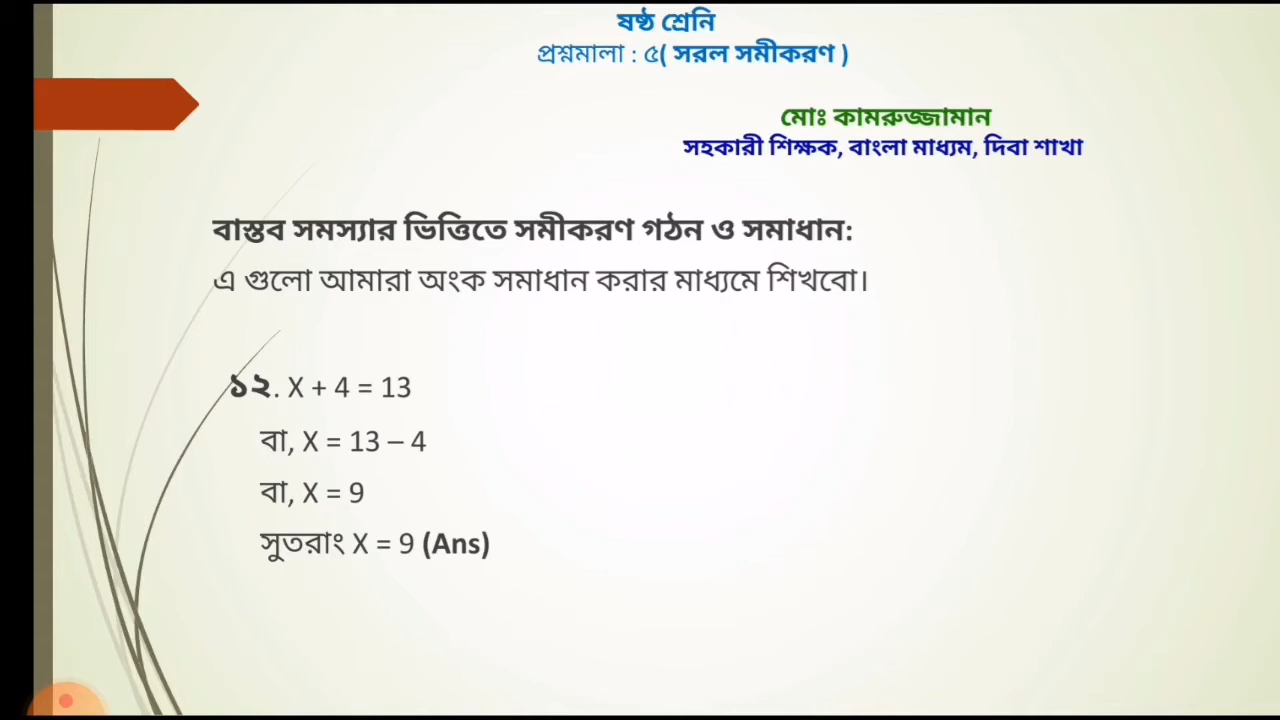 ষষ্ঠ শ্রেনি
প্রশ্নমালা : ৫( সরল সমীকরণ )
মোঃ কামরুজ্জামান
সহকারী শিক্ষক, বাংলা মাধ্যম, দিবা শাখা
বাস্তব সমস্যার ভিত্তিতে সমীকরণ গঠন ও সমাধান:
এ গুলো আমারা অংক সমাধান করার মাধ্যমে শিখবো।
১২. X + 4 = 13
বা, X = 13 – 4
বা, X = 9
সুতরাং X = 9 (Ans)